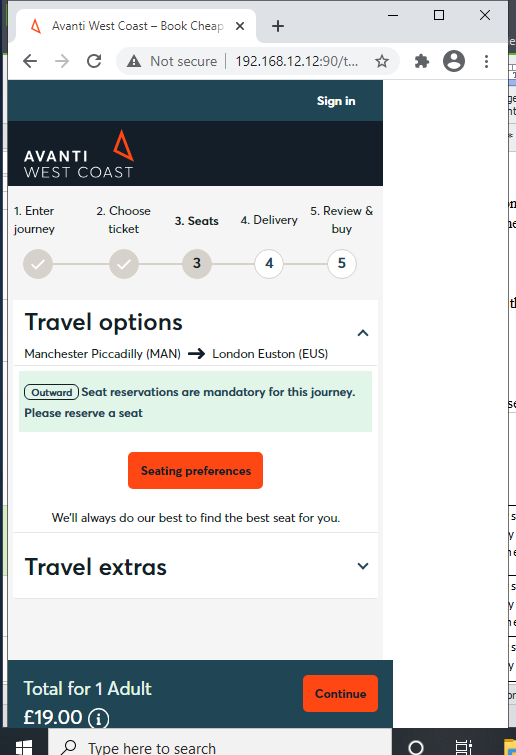 Avanti West Coast – Book Cheap
Not secure | 192.168.12.12:90/t...
Sign in
AVANTI
WEST COAST
1. Enter journey
2. Choose ticket
3. Seats
4. Delivery
5. Review & buy
3
4
5
Travel options
Manchester Piccadilly (MAN) → London Euston (EUS)
Outward Seat reservations are mandatory for this journey.
Please reserve a seat
Seating preferences
We'll always do our best to find the best seat for you.
Travel extras
Total for 1 Adult
£19.00
Continue
Type here to search